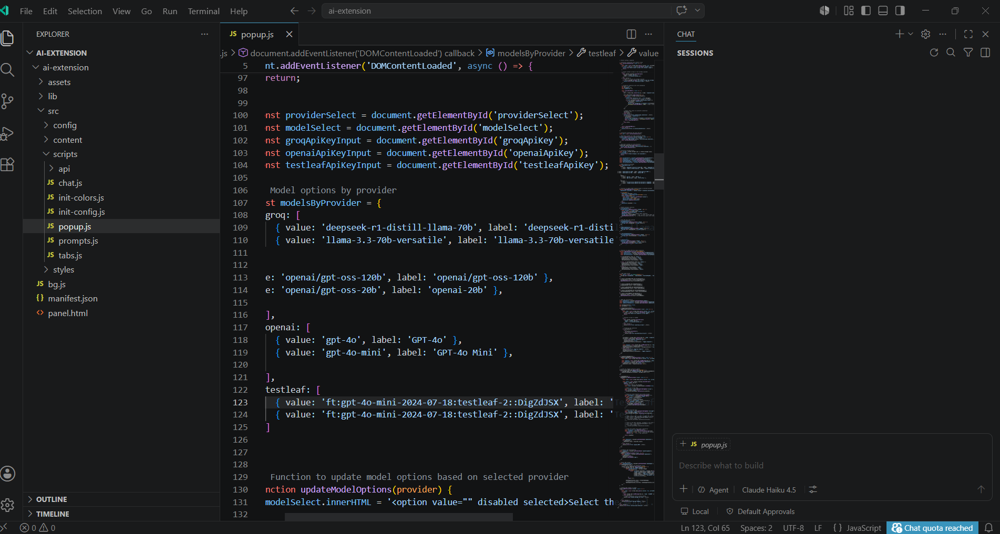 File Edit Selection View Go Run Terminal Help
ai-extension
EXPLORER
AI-EXTENSION
ai-extension
assets
lib
src
config
content
scripts
api
JS chat.js
JS init-colors.js
JS init-config.js
JS popup.js
JS prompts.js
JS tabs.js
styles
JS bg.js
{} manifest.json
<> panel.html
OUTLINE
TIMELINE
JS popup.js
.js > document.addEventListener('DOMContentLoaded') callback > modelsByProvider > testleaf > value
5 nt.addEventListener('DOMContentLoaded', async () => {
97 return;
98
99
100 nst providerSelect = document.getElementById('providerSelect');
101 nst modelSelect = document.getElementById('modelSelect');
102 nst groqApiKeyInput = document.getElementById('groqApiKey');
103 nst openaiApiKeyInput = document.getElementById('openaiApiKey');
104 nst testleafApiKeyInput = document.getElementById('testleafApiKey');
105
106 Model options by provider
107 st modelsByProvider = {
108 groq: [
109 { value: 'deepseek-r1-distill-llama-70b', label: 'deepseek-r1-disti
110 { value: 'llama-3.3-70b-versatile', label: 'llama-3.3-70b-versatile
111
112
113 e: 'openai/gpt-oss-120b', label: 'openai/gpt-oss-120b' },
114 e: 'openai/gpt-oss-20b', label: 'openai-20b' },
115
116 ],
117 openai: [
118 { value: 'gpt-4o', label: 'GPT-4o' },
119 { value: 'gpt-4o-mini', label: 'GPT-4o Mini' },
120
121 ],
122 testleaf: [
123 { value: 'ft:gpt-4o-mini-2024-07-18:testleaf-2::DigZdJSX', label: '
124 { value: 'ft:gpt-4o-mini-2024-07-18:testleaf-2::DigZdJSX', label: '
125 ]
126
127
128
129 Function to update model options based on selected provider
130 nction updateModelOptions(provider) {
131 modelSelect.innerHTML = '<option value="" disabled selected>Select th
132
CHAT
SESSIONS
JS popup.js
Describe what to build
Agent Claude Haiku 4.5
Local Default Approvals
0 0 Ln 123, Col 65 Spaces: 2 UTF-8 LF {} JavaScript Chat quota reached